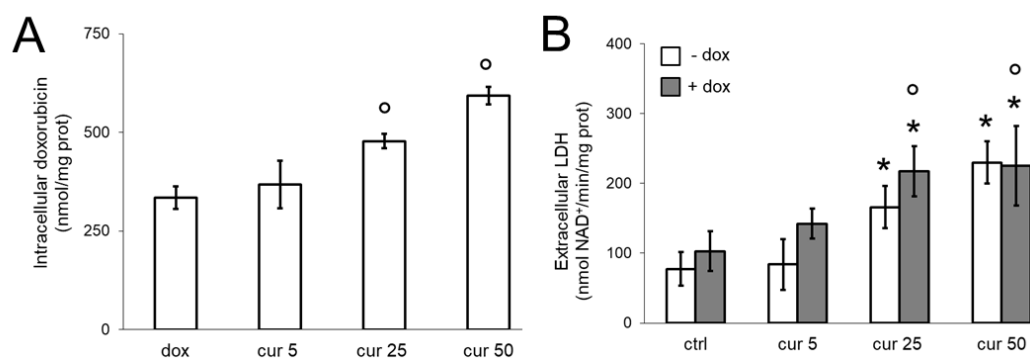 A
Intracellular doxorubicin
(nmol/mg prot)
750
500
250
0
dox
cur 5
cur 25
cur 50
B
Extracellular LDH
(nmol NAD⁺/min/mg prot)
400
300
200
100
0
- dox
+ dox
*
*
*
*
ctrl
cur 5
cur 25
cur 50